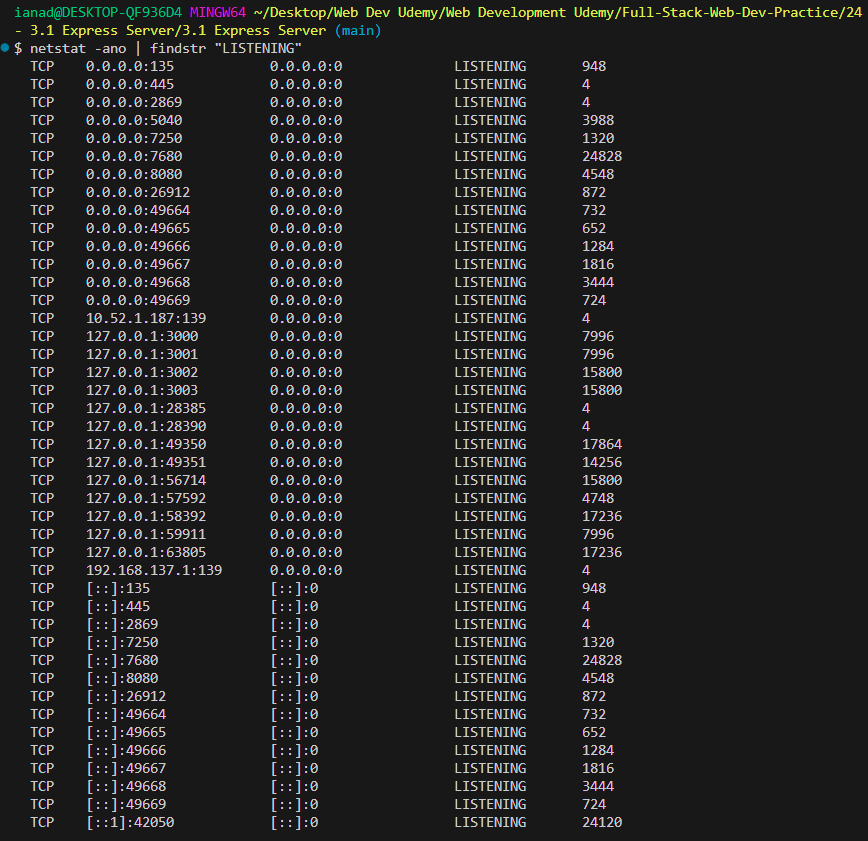 ianad@DESKTOP-QF936D4 MINGW64 ~/Desktop/Web Dev Udemy/Web Development Udemy/Full-Stack-Web-Dev-Practice/24
- 3.1 Express Server/3.1 Express Server (main)
$ netstat -ano | findstr "LISTENING"
TCP    0.0.0.0:135            0.0.0.0:0              LISTENING       948
TCP    0.0.0.0:445            0.0.0.0:0              LISTENING       4
TCP    0.0.0.0:2869           0.0.0.0:0              LISTENING       4
TCP    0.0.0.0:5040           0.0.0.0:0              LISTENING       3988
TCP    0.0.0.0:7250           0.0.0.0:0              LISTENING       1320
TCP    0.0.0.0:7680           0.0.0.0:0              LISTENING       24828
TCP    0.0.0.0:8080           0.0.0.0:0              LISTENING       4548
TCP    0.0.0.0:26912          0.0.0.0:0              LISTENING       872
TCP    0.0.0.0:49664          0.0.0.0:0              LISTENING       732
TCP    0.0.0.0:49665          0.0.0.0:0              LISTENING       652
TCP    0.0.0.0:49666          0.0.0.0:0              LISTENING       1284
TCP    0.0.0.0:49667          0.0.0.0:0              LISTENING       1816
TCP    0.0.0.0:49668          0.0.0.0:0              LISTENING       3444
TCP    0.0.0.0:49669          0.0.0.0:0              LISTENING       724
TCP    10.52.1.187:139        0.0.0.0:0              LISTENING       4
TCP    127.0.0.1:3000         0.0.0.0:0              LISTENING       7996
TCP    127.0.0.1:3001         0.0.0.0:0              LISTENING       7996
TCP    127.0.0.1:3002         0.0.0.0:0              LISTENING       15800
TCP    127.0.0.1:3003         0.0.0.0:0              LISTENING       15800
TCP    127.0.0.1:28385        0.0.0.0:0              LISTENING       4
TCP    127.0.0.1:28390        0.0.0.0:0              LISTENING       4
TCP    127.0.0.1:49350        0.0.0.0:0              LISTENING       17864
TCP    127.0.0.1:49351        0.0.0.0:0              LISTENING       14256
TCP    127.0.0.1:56714        0.0.0.0:0              LISTENING       15800
TCP    127.0.0.1:57592        0.0.0.0:0              LISTENING       4748
TCP    127.0.0.1:58392        0.0.0.0:0              LISTENING       17236
TCP    127.0.0.1:59911        0.0.0.0:0              LISTENING       7996
TCP    127.0.0.1:63805        0.0.0.0:0              LISTENING       17236
TCP    192.168.137.1:139      0.0.0.0:0              LISTENING       4
TCP    [::]:135               [::]:0                 LISTENING       948
TCP    [::]:445               [::]:0                 LISTENING       4
TCP    [::]:2869              [::]:0                 LISTENING       4
TCP    [::]:7250              [::]:0                 LISTENING       1320
TCP    [::]:7680              [::]:0                 LISTENING       24828
TCP    [::]:8080              [::]:0                 LISTENING       4548
TCP    [::]:26912             [::]:0                 LISTENING       872
TCP    [::]:49664             [::]:0                 LISTENING       732
TCP    [::]:49665             [::]:0                 LISTENING       652
TCP    [::]:49666             [::]:0                 LISTENING       1284
TCP    [::]:49667             [::]:0                 LISTENING       1816
TCP    [::]:49668             [::]:0                 LISTENING       3444
TCP    [::]:49669             [::]:0                 LISTENING       724
TCP    [::1]:42050            [::]:0                 LISTENING       24120